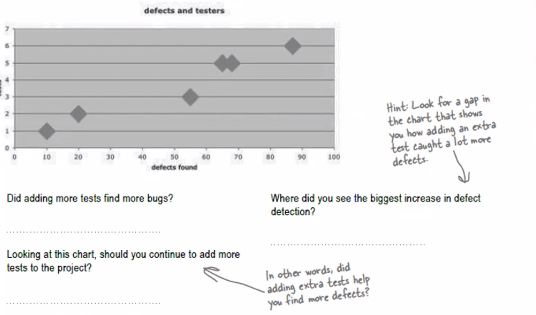 defects and testers
7
6
5
4
3
2
1
0
0 10 20 30 40 50 60 70 80 90 100
defects found
Hint: Look for a gap in
the chart that shows
you how adding an extra
test caught a lot more
defects.
Did adding more tests find more bugs?
Where did you see the biggest increase in defect
detection?
Looking at this chart, should you continue to add more
tests to the project?
In other words, did
adding extra tests help
you find more defects?